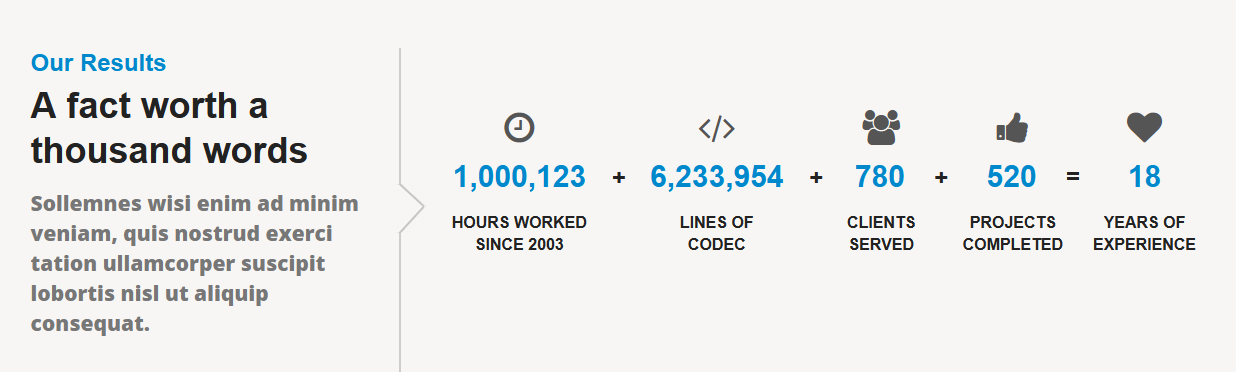 Our Results
A fact worth a
thousand words
Sollemnes wisi enim ad minim
veniam, quis nostrud exerci
tation ullamcorper suscipit
lobortis nisl ut aliquip
consequat.
1,000,123 + 6,233,954 + 780 + 520 = 18
HOURS WORKED LINES OF CLIENTS PROJECTS YEARS OF
SINCE 2003 CODEC SERVED COMPLETED EXPERIENCE